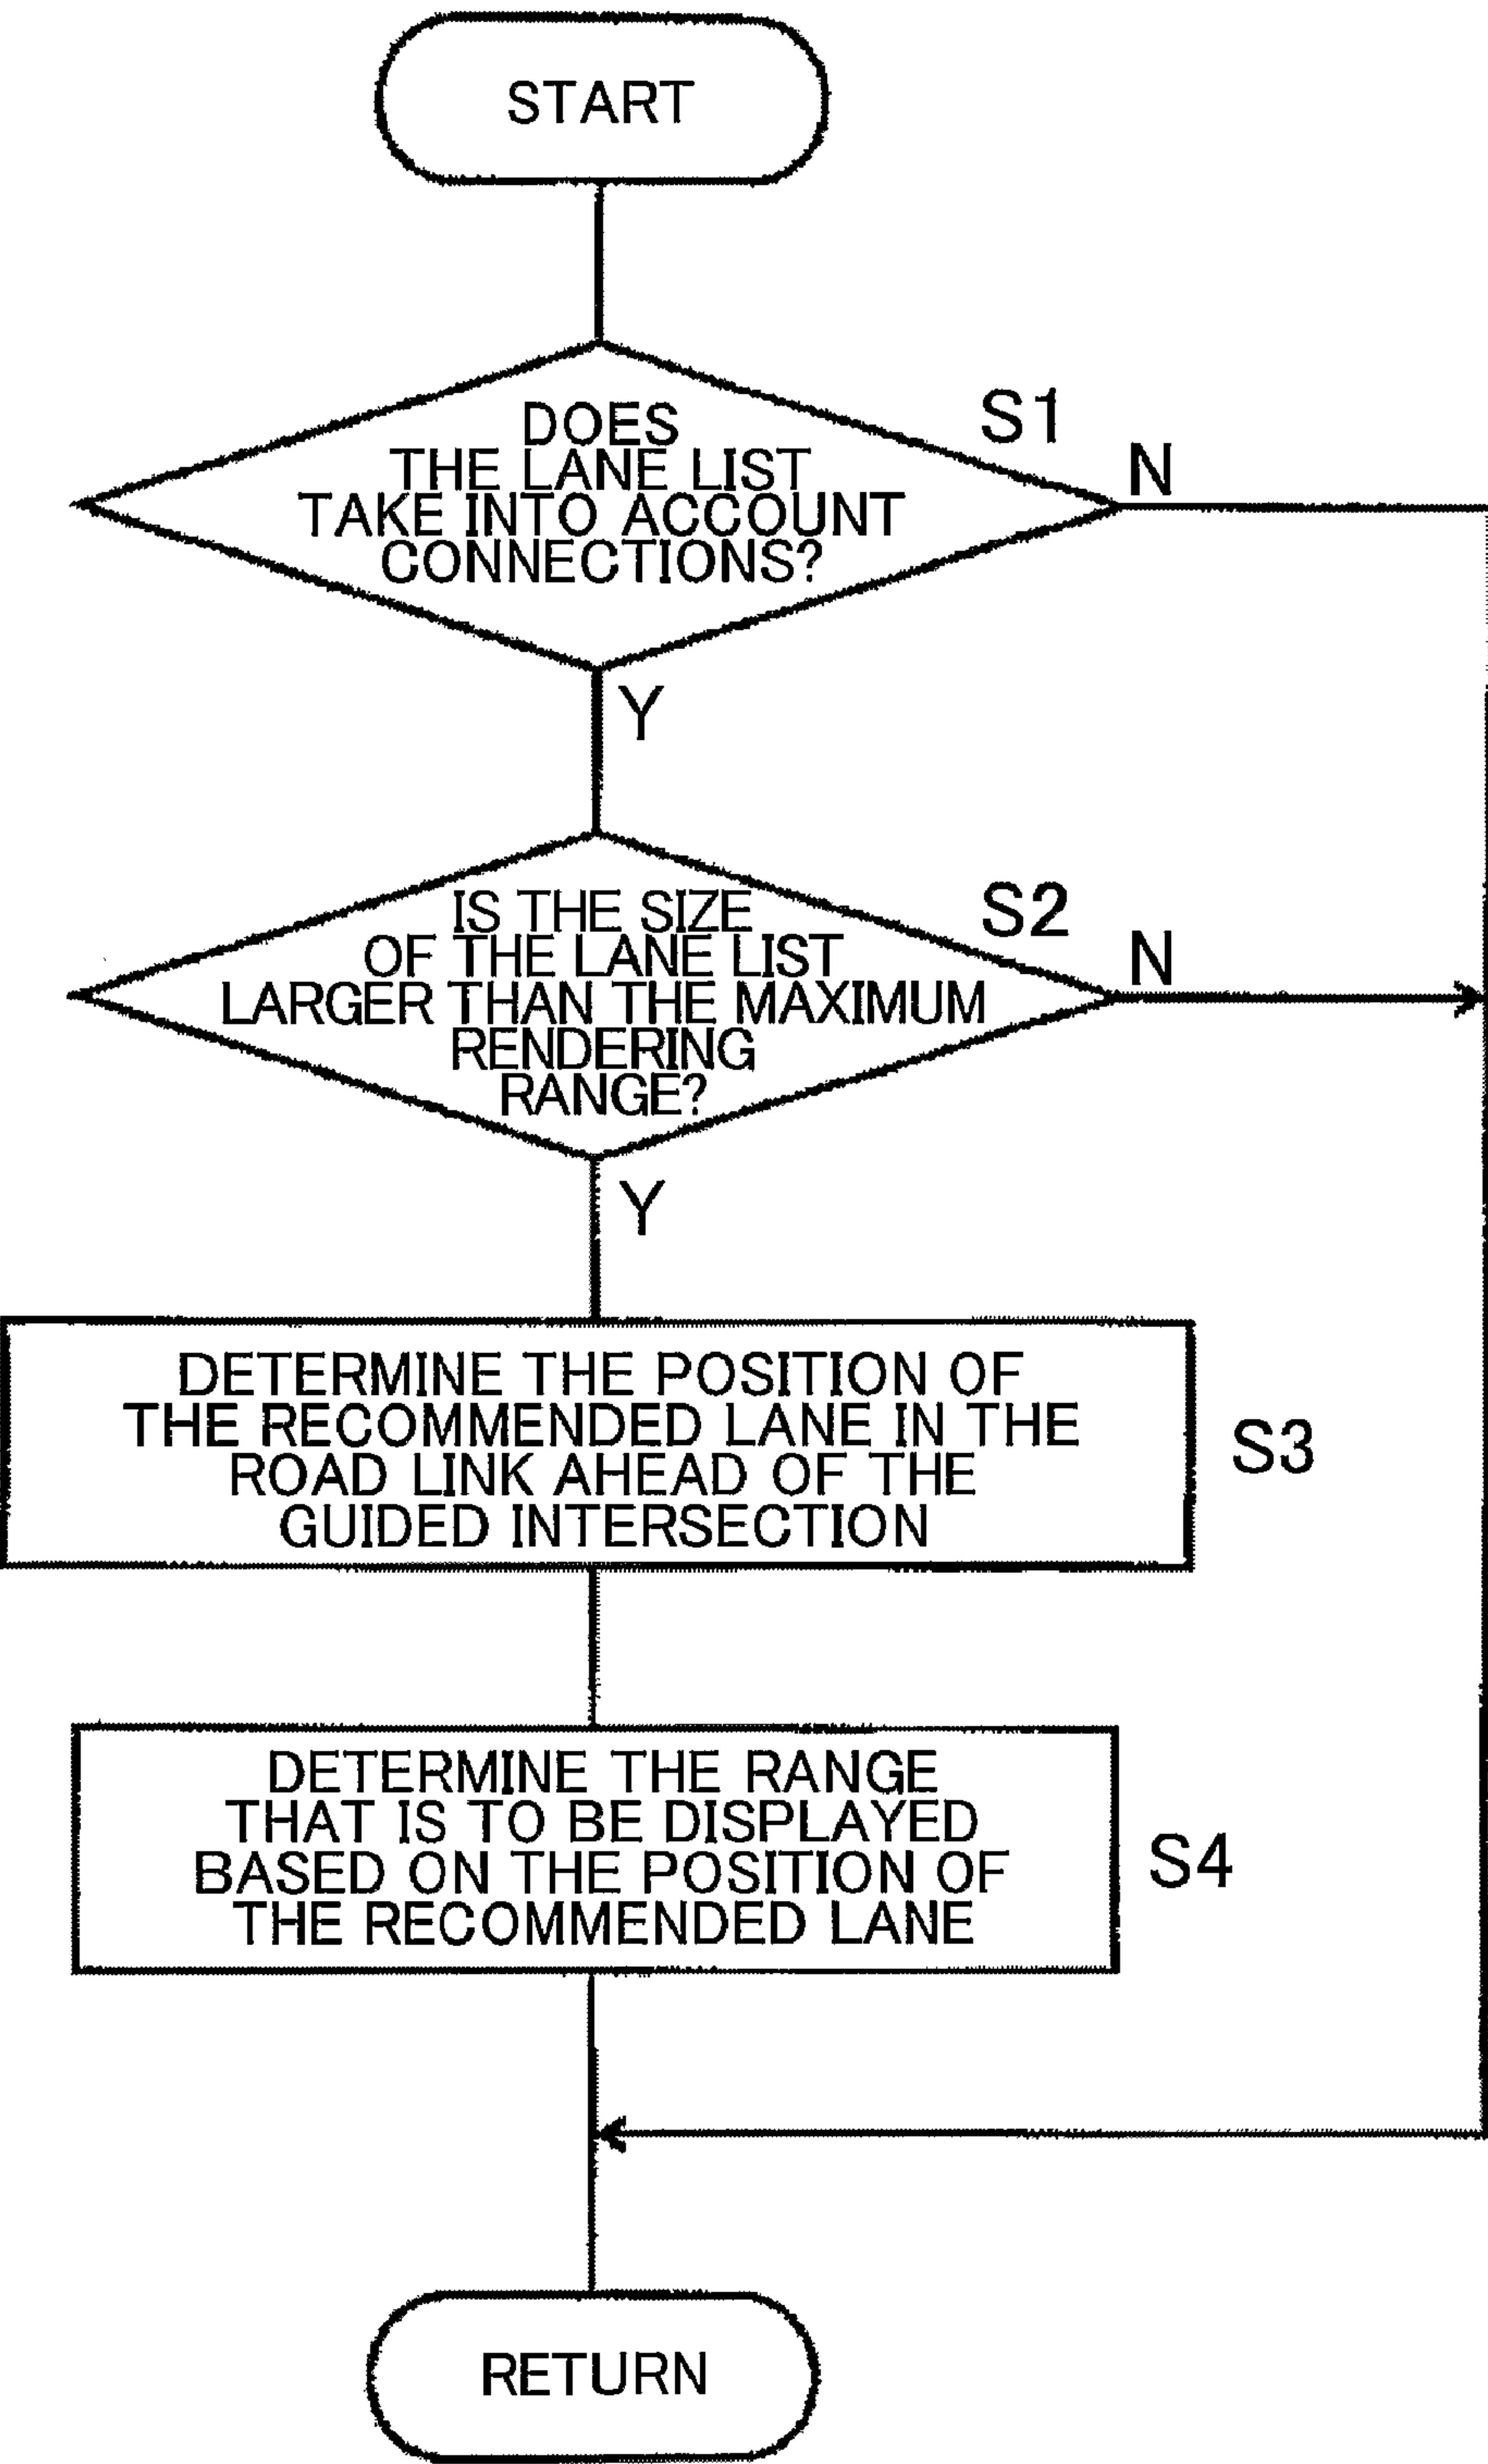 START
DOES
THE LANE LIST
TAKE INTO ACCOUNT
CONNECTIONS?
S1
N
Y
IS THE SIZE
OF THE LANE LIST
LARGER THAN THE MAXIMUM
RENDERING
RANGE?
S2
N
Y
DETERMINE THE POSITION OF
THE RECOMMENDED LANE IN THE
ROAD LINK AHEAD OF THE
GUIDED INTERSECTION
S3
DETERMINE THE RANGE
THAT IS TO BE DISPLAYED
BASED ON THE POSITION OF
THE RECOMMENDED LANE
S4
RETURN